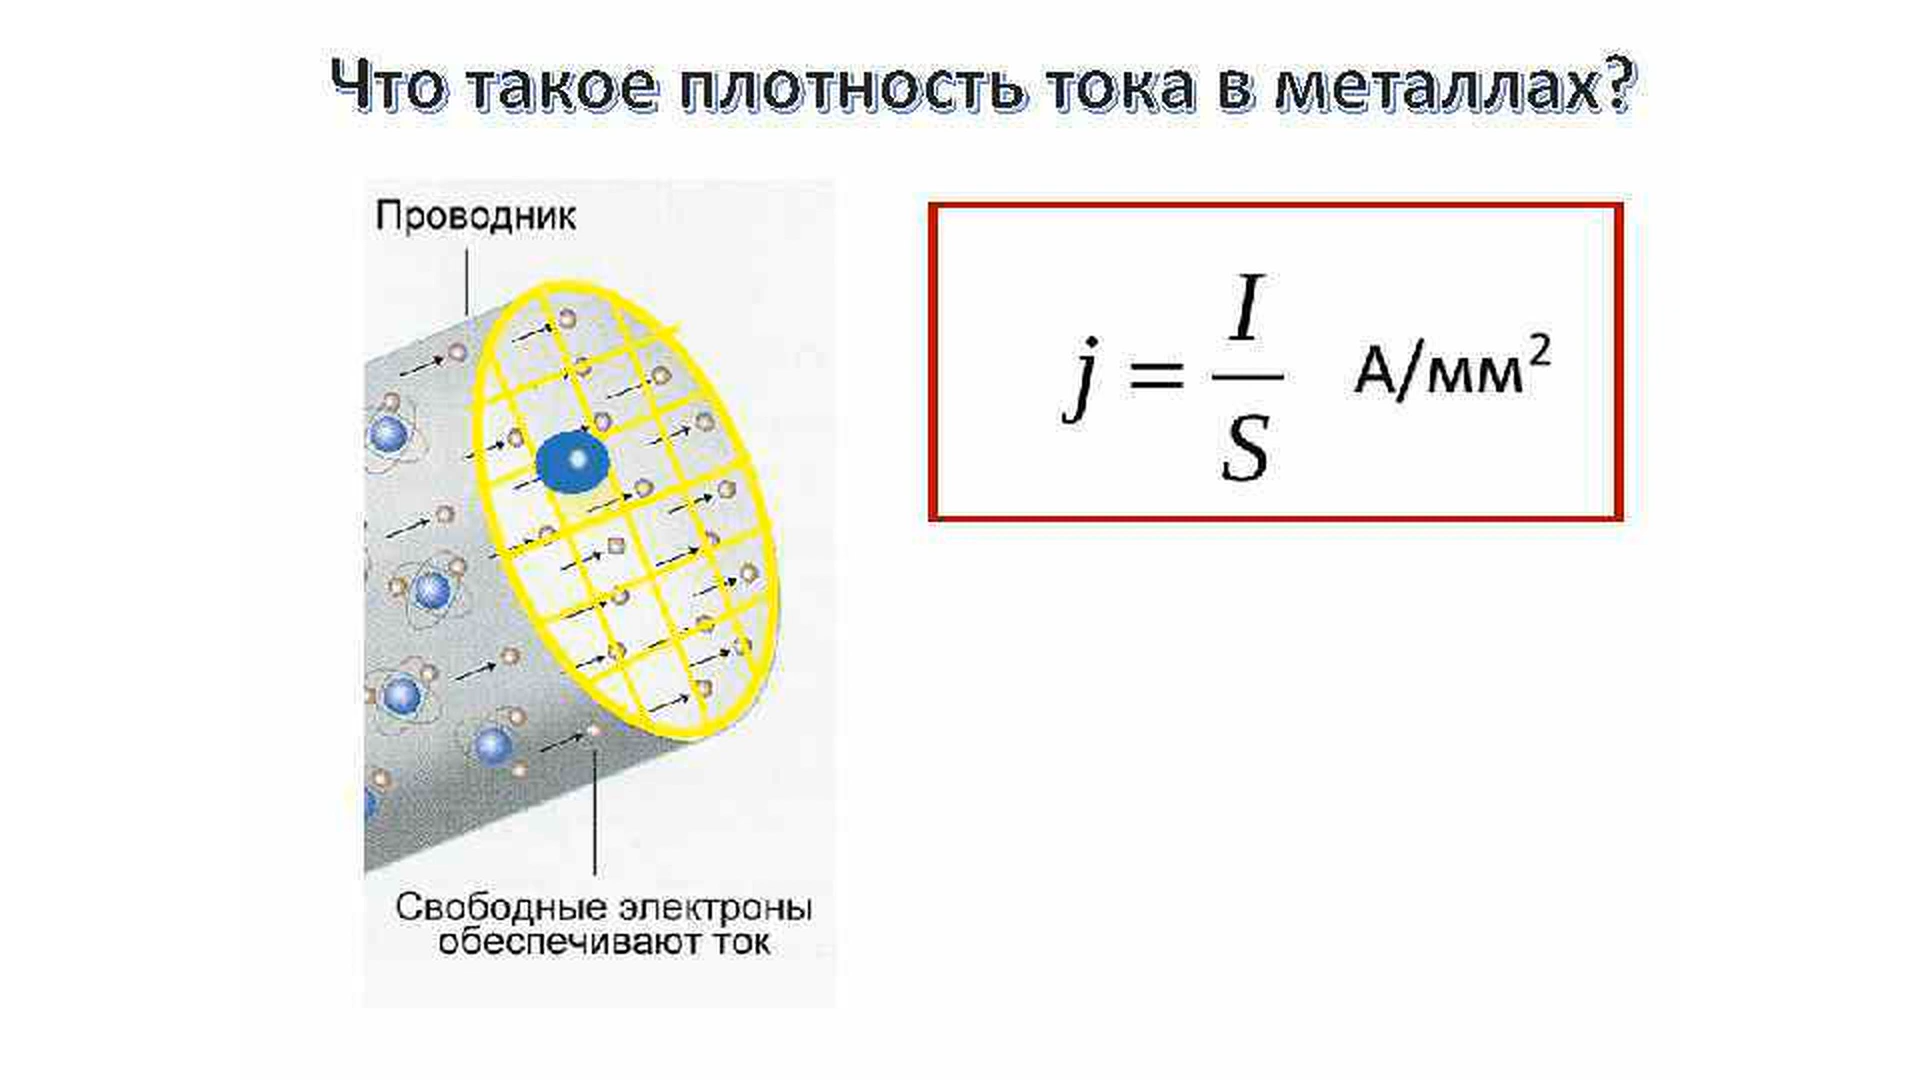 Что такое плотность тока в металлах?
Проводник
j = I / S А/мм²
Свободные электроны
обеспечивают ток